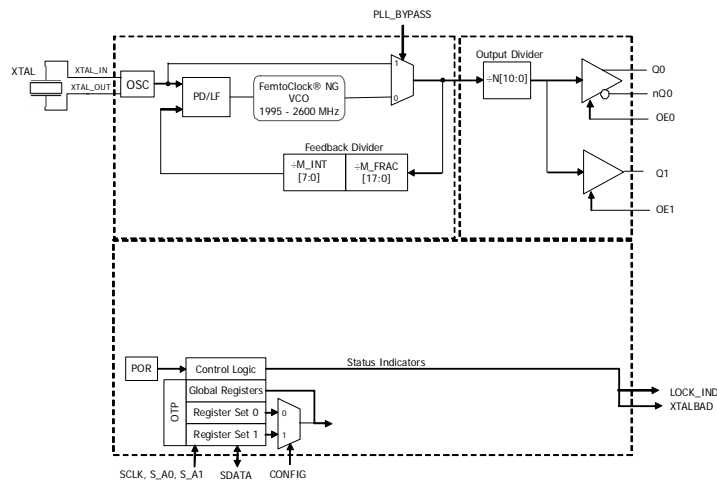 PLL_BYPASS
Output Divider
XTAL
XTAL_IN
XTAL_OUT
OSC
PD/LF
FemtoClock® NG
VCO
1995 - 2600 MHz
1
0
÷N[10:0]
Q0
nQ0
OE0
Feedback Divider
÷M_INT
[7:0]
÷M_FRAC
[17:0]
Q1
OE1
POR
Control Logic
Status Indicators
OTP
Global Registers
Register Set 0
0
Register Set 1
1
LOCK_IND
XTALBAD
SCLK, S_A0, S_A1
SDATA
CONFIG